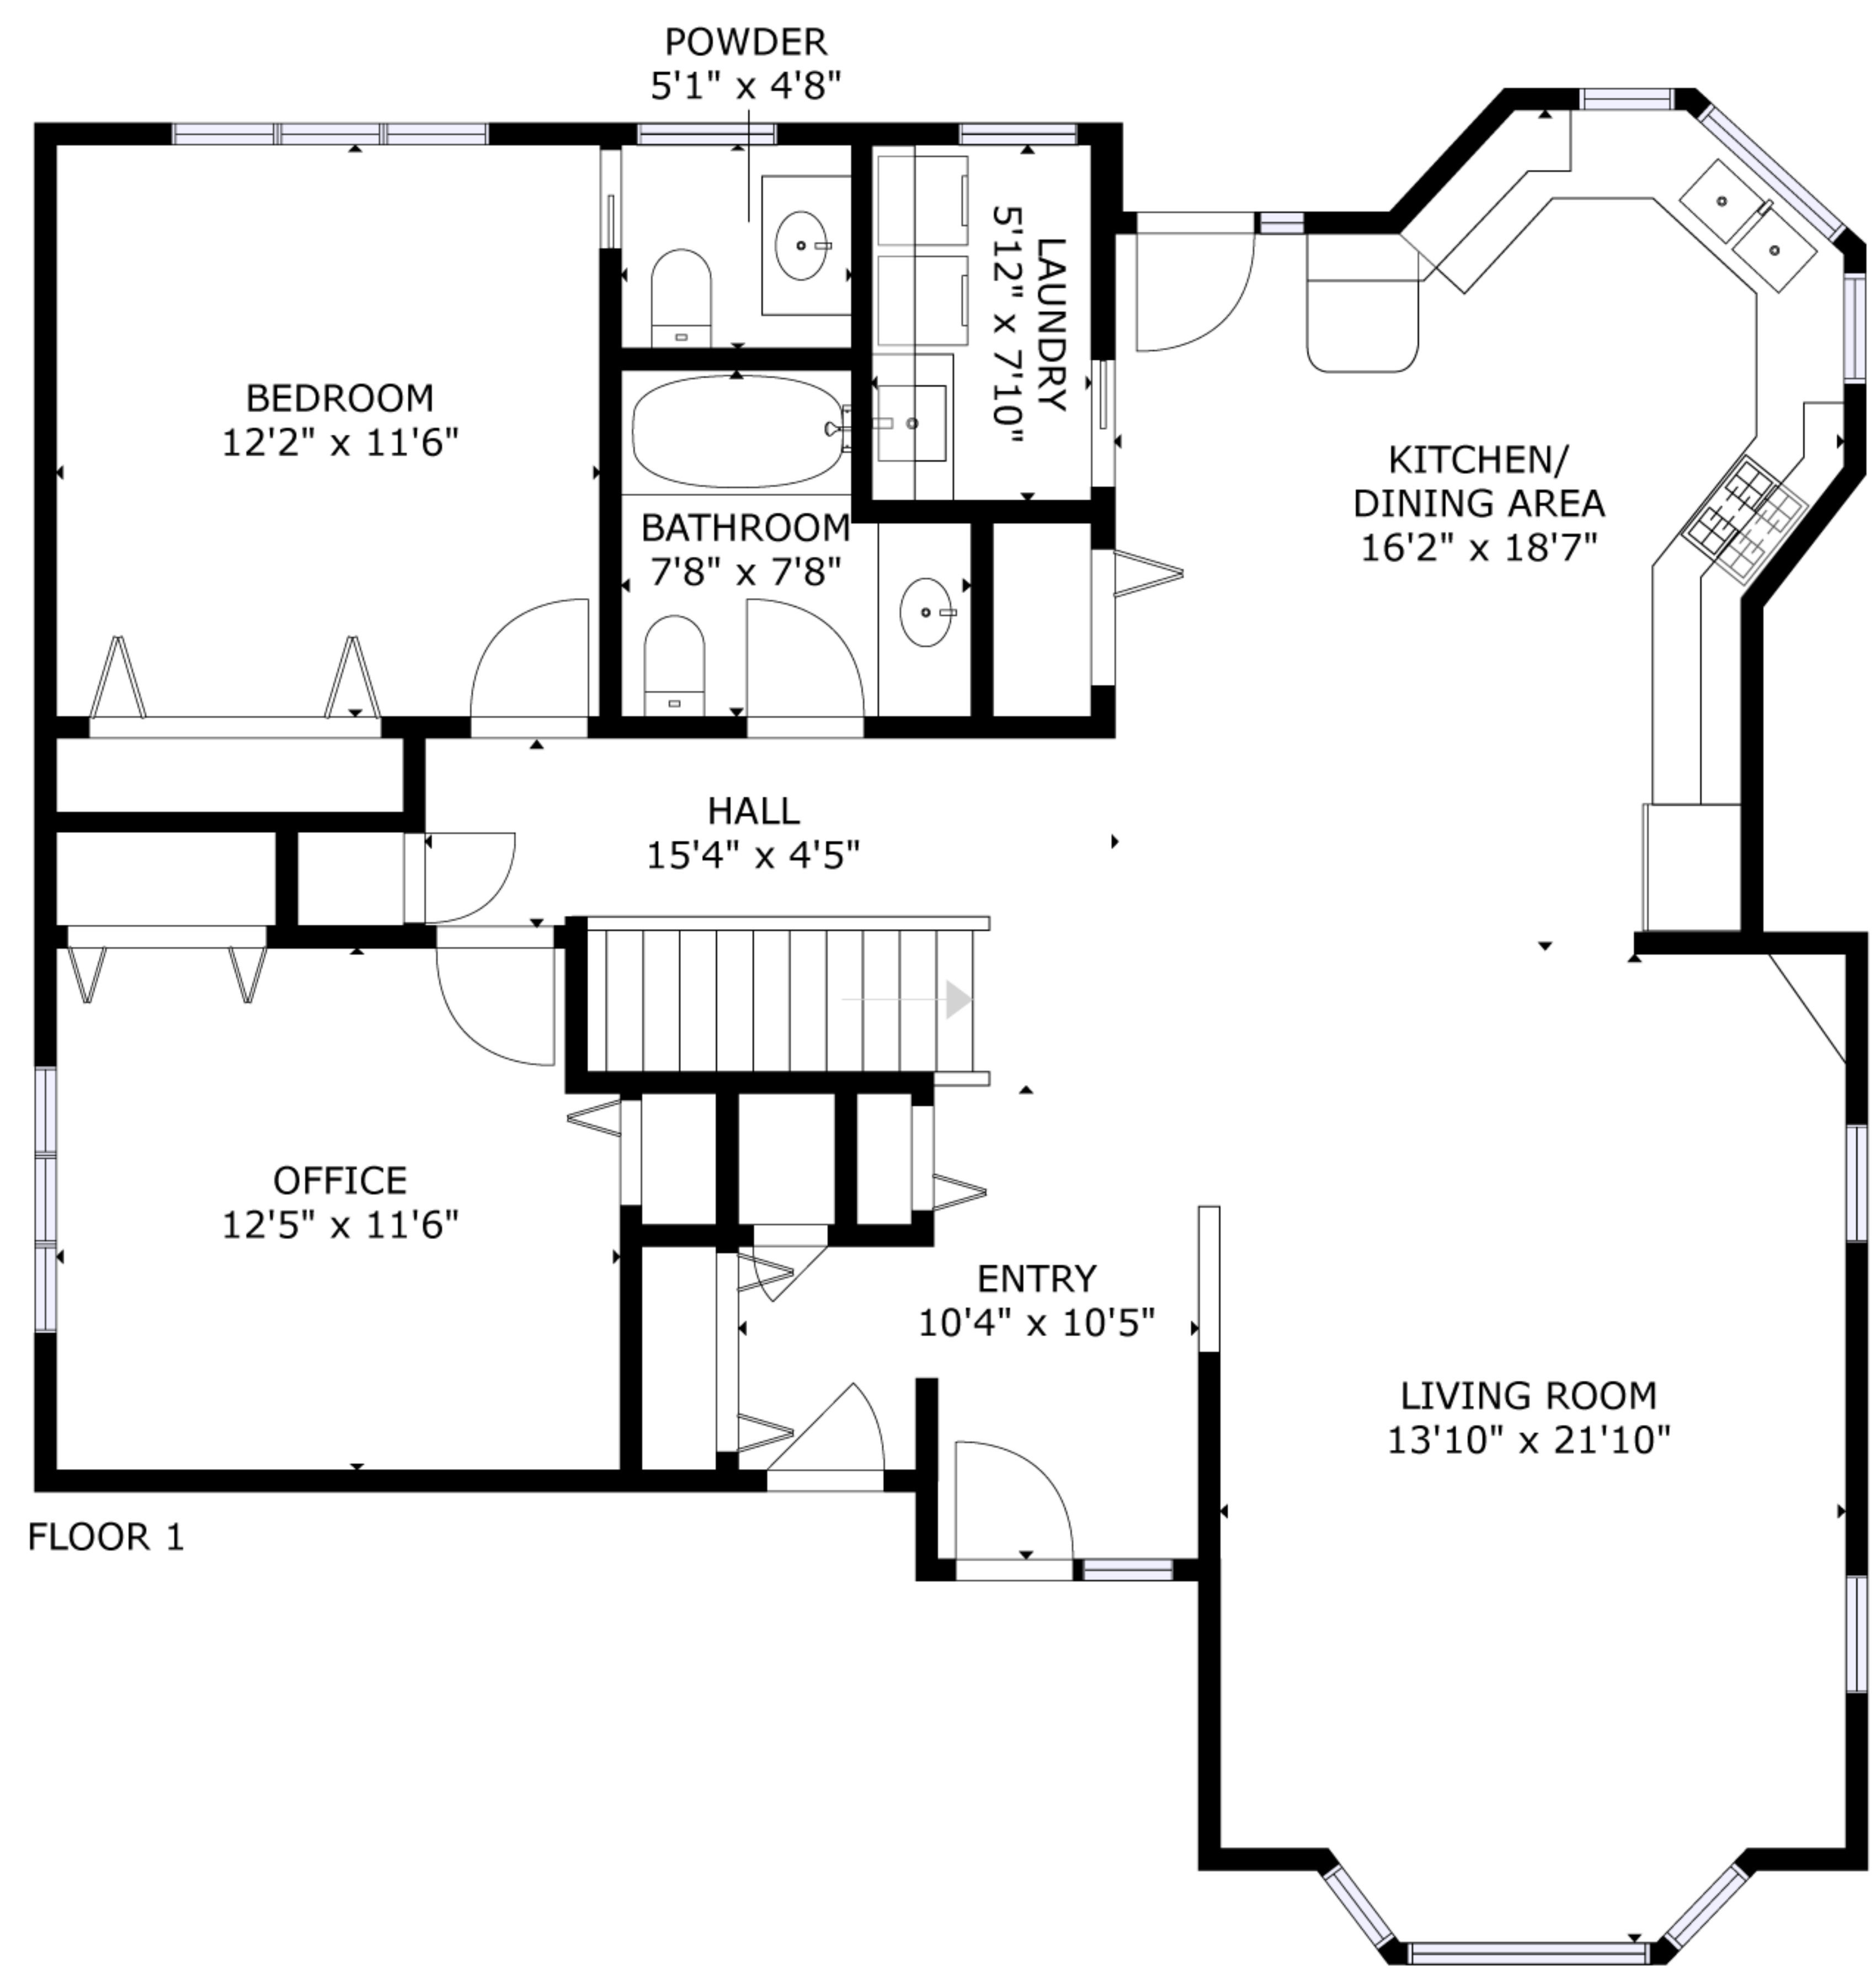 POWDER
5'1" x 4'8"
LAUNDRY
5'12" x 7'10"
BEDROOM
12'2" x 11'6"
KITCHEN/
DINING AREA
16'2" x 18'7"
BATHROOM
7'8" x 7'8"
HALL
15'4" x 4'5"
OFFICE
12'5" x 11'6"
ENTRY
10'4" x 10'5"
LIVING ROOM
13'10" x 21'10"
FLOOR 1